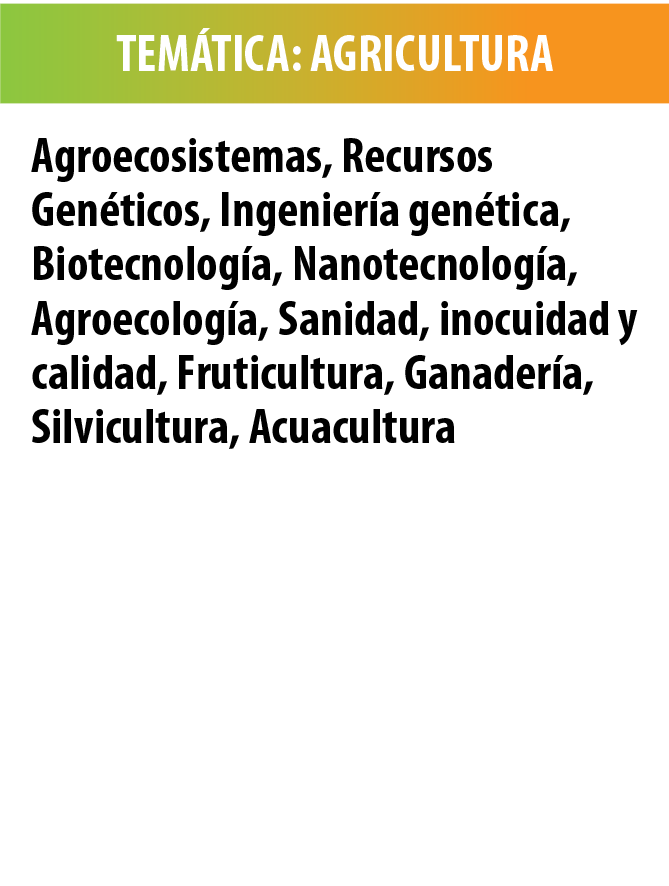 TEMÁTICA: AGRICULTURA
Agroecosistemas, Recursos
Genéticos, Ingeniería genética,
Biotecnología, Nanotecnología,
Agroecología, Sanidad, inocuidad y
calidad, Fruticultura, Ganadería,
Silvicultura, Acuacultura